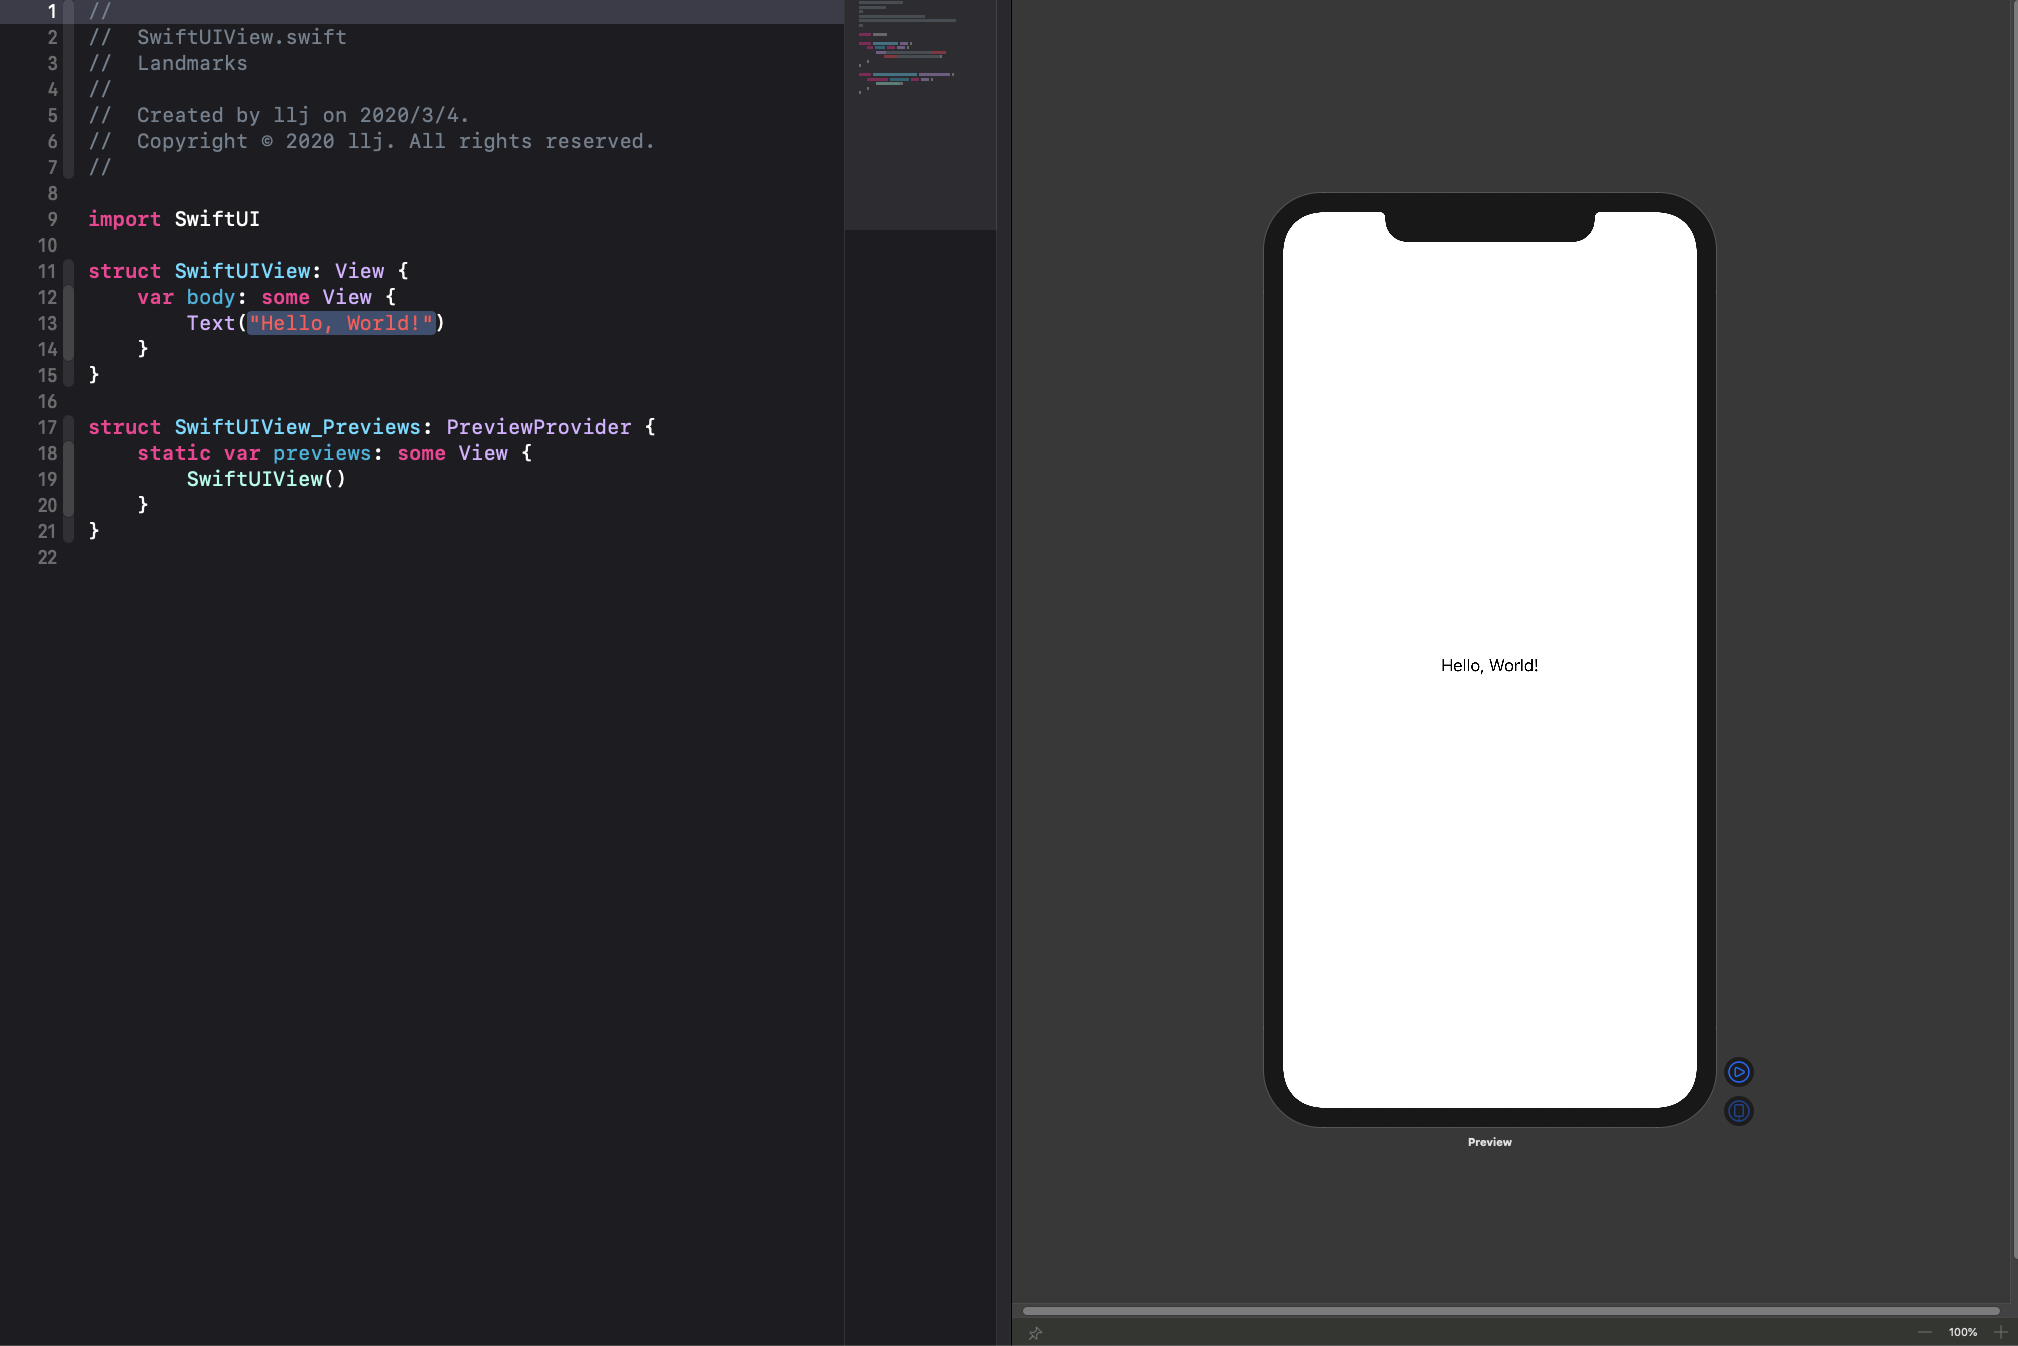 1 //
2 //  SwiftUIView.swift
3 //  Landmarks
4 //
5 //  Created by llj on 2020/3/4.
6 //  Copyright © 2020 llj. All rights reserved.
7 //
8
9 import SwiftUI
10
11 struct SwiftUIView: View {
12     var body: some View {
13         Text("Hello, World!")
14     }
15 }
16
17 struct SwiftUIView_Previews: PreviewProvider {
18     static var previews: some View {
19         SwiftUIView()
20     }
21 }
22
Hello, World!
Preview
100%